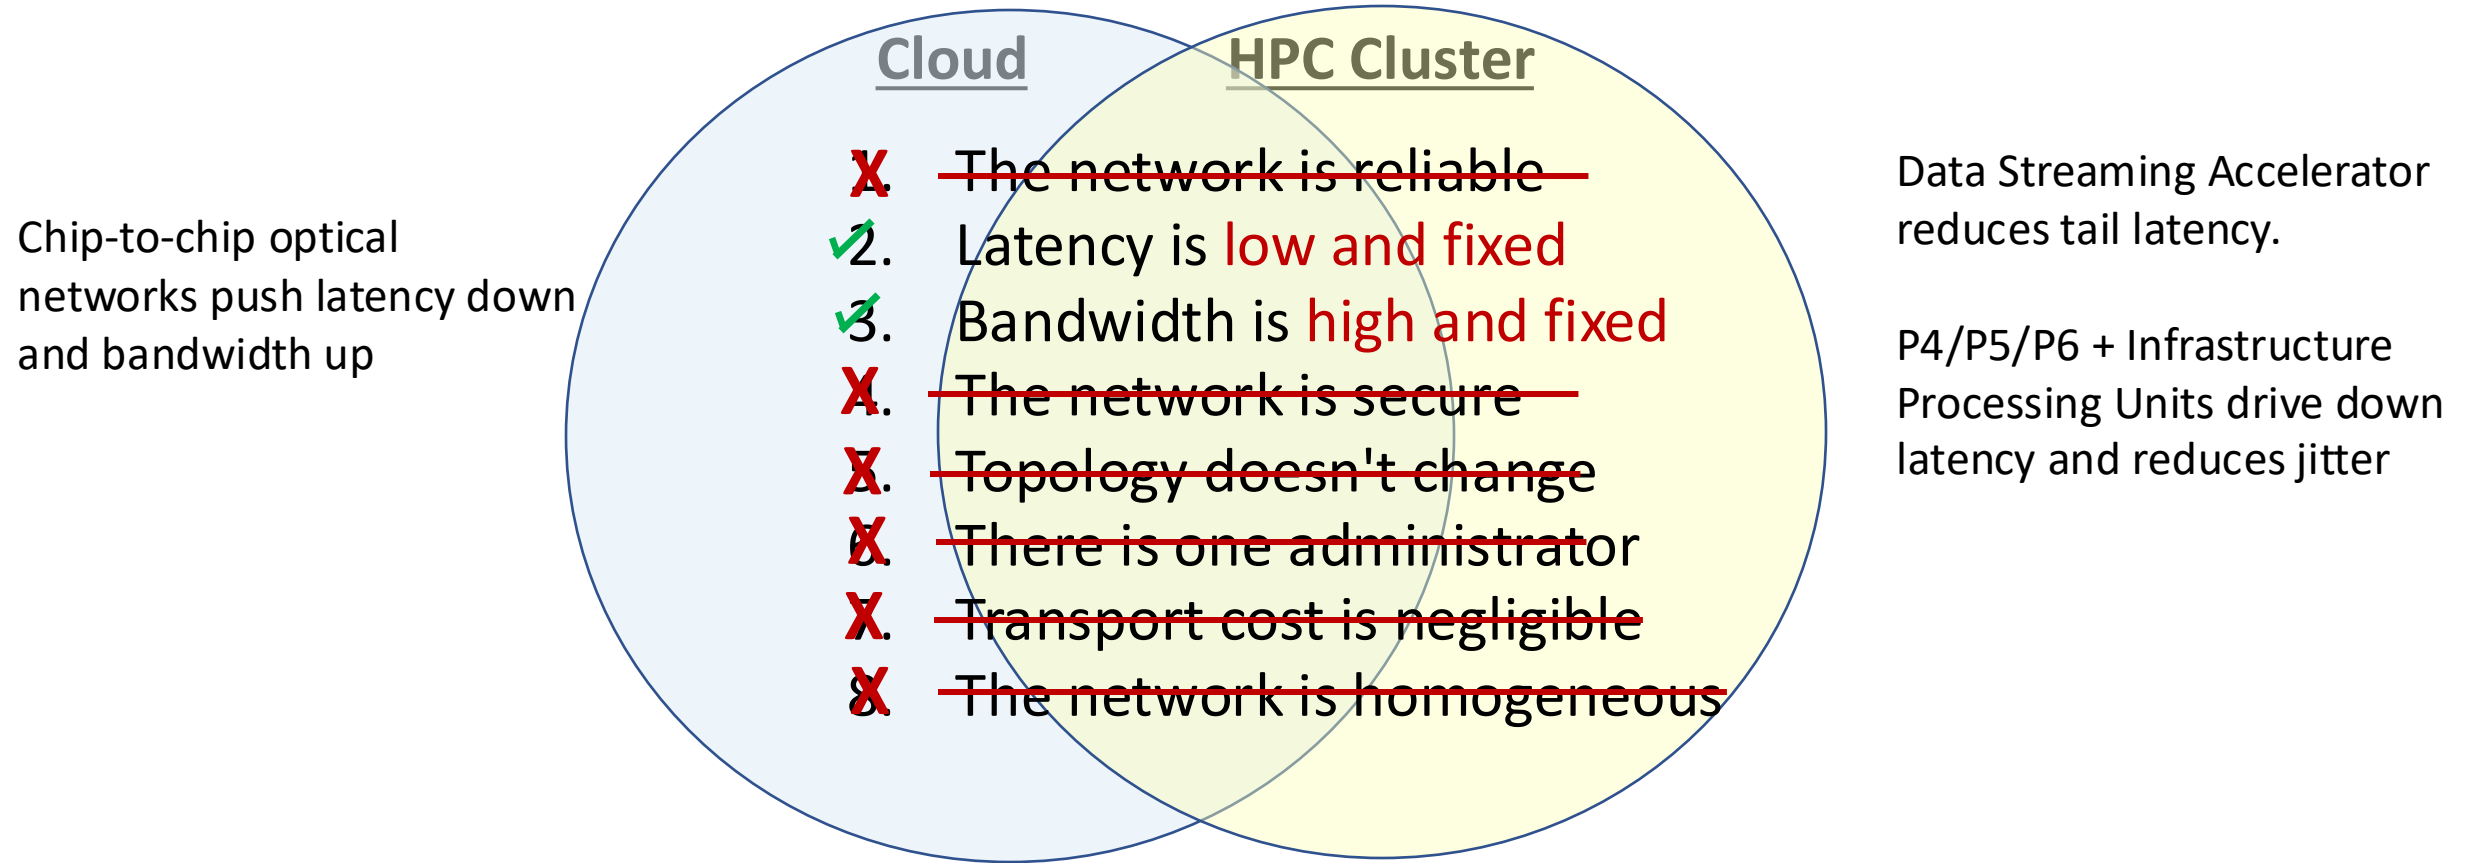 Cloud
HPC Cluster
1. The network is reliable
2. Latency is low and fixed
3. Bandwidth is high and fixed
4. The network is secure
5. Topology doesn't change
6. There is one administrator
7. Transport cost is negligible
8. The network is homogeneous
Chip-to-chip optical
networks push latency down
and bandwidth up
Data Streaming Accelerator
reduces tail latency.
P4/P5/P6 + Infrastructure
Processing Units drive down
latency and reduces jitter